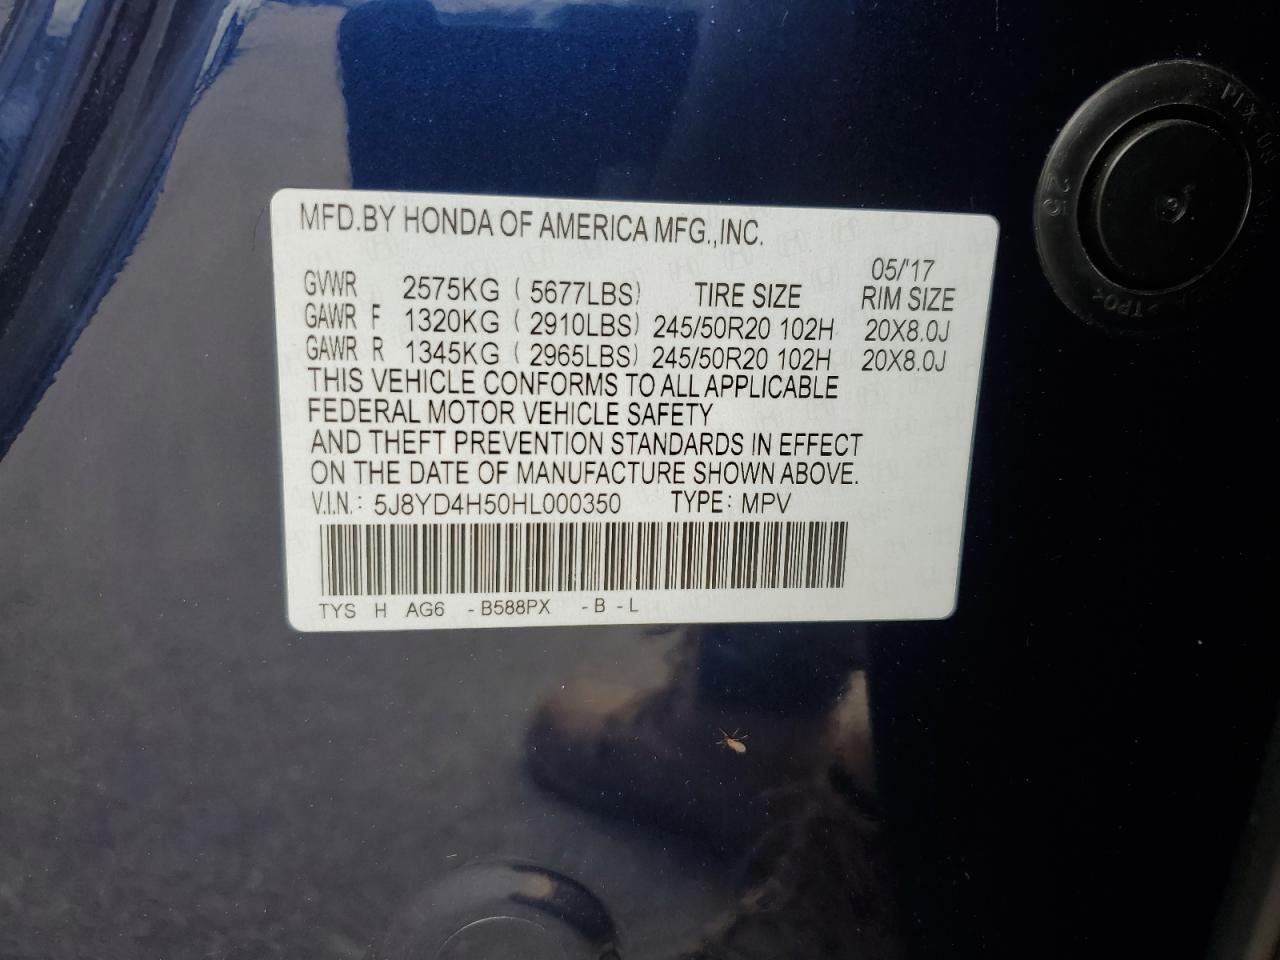 MFD.BY HONDA OF AMERICA MFG.,INC.
05/'17
GVWR 2575KG ( 5677LBS) TIRE SIZE RIM SIZE
GAWR F 1320KG ( 2910LBS) 245/50R20 102H 20X8.0J
GAWR R 1345KG ( 2965LBS) 245/50R20 102H 20X8.0J
THIS VEHICLE CONFORMS TO ALL APPLICABLE
FEDERAL MOTOR VEHICLE SAFETY
AND THEFT PREVENTION STANDARDS IN EFFECT
ON THE DATE OF MANUFACTURE SHOWN ABOVE.
V.I.N.: 5J8YD4H50HL000350 TYPE: MPV
TYS H AG6 -B588PX -B -L
25
>TPO<